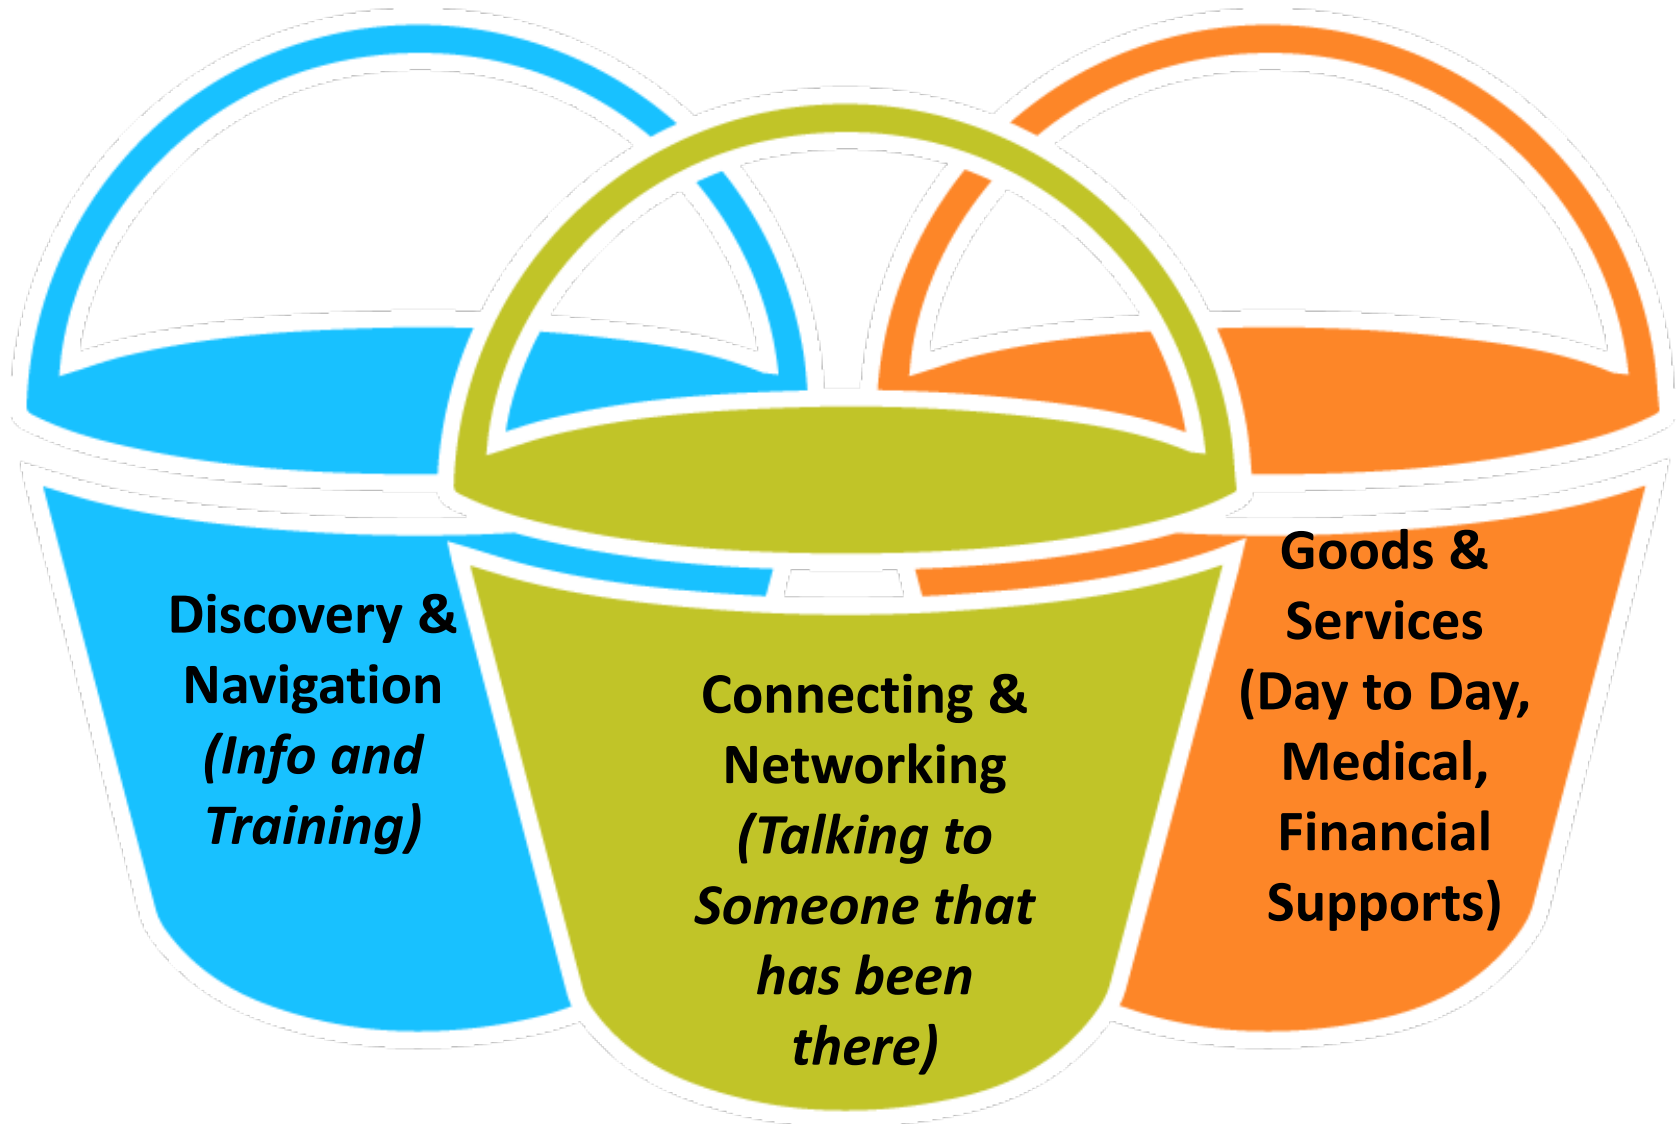 Discovery &
Navigation
(Info and
Training)
Connecting &
Networking
(Talking to
Someone that
has been
there)
Goods &
Services
(Day to Day,
Medical,
Financial
Supports)